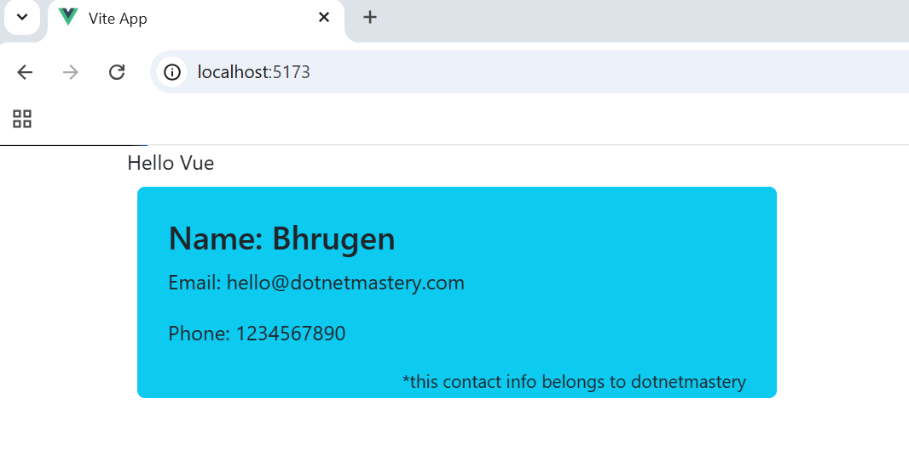 Vite App
localhost:5173
Hello Vue
Name: Bhrugen
Email: hello@dotnetmastery.com
Phone: 1234567890
*this contact info belongs to dotnetmastery